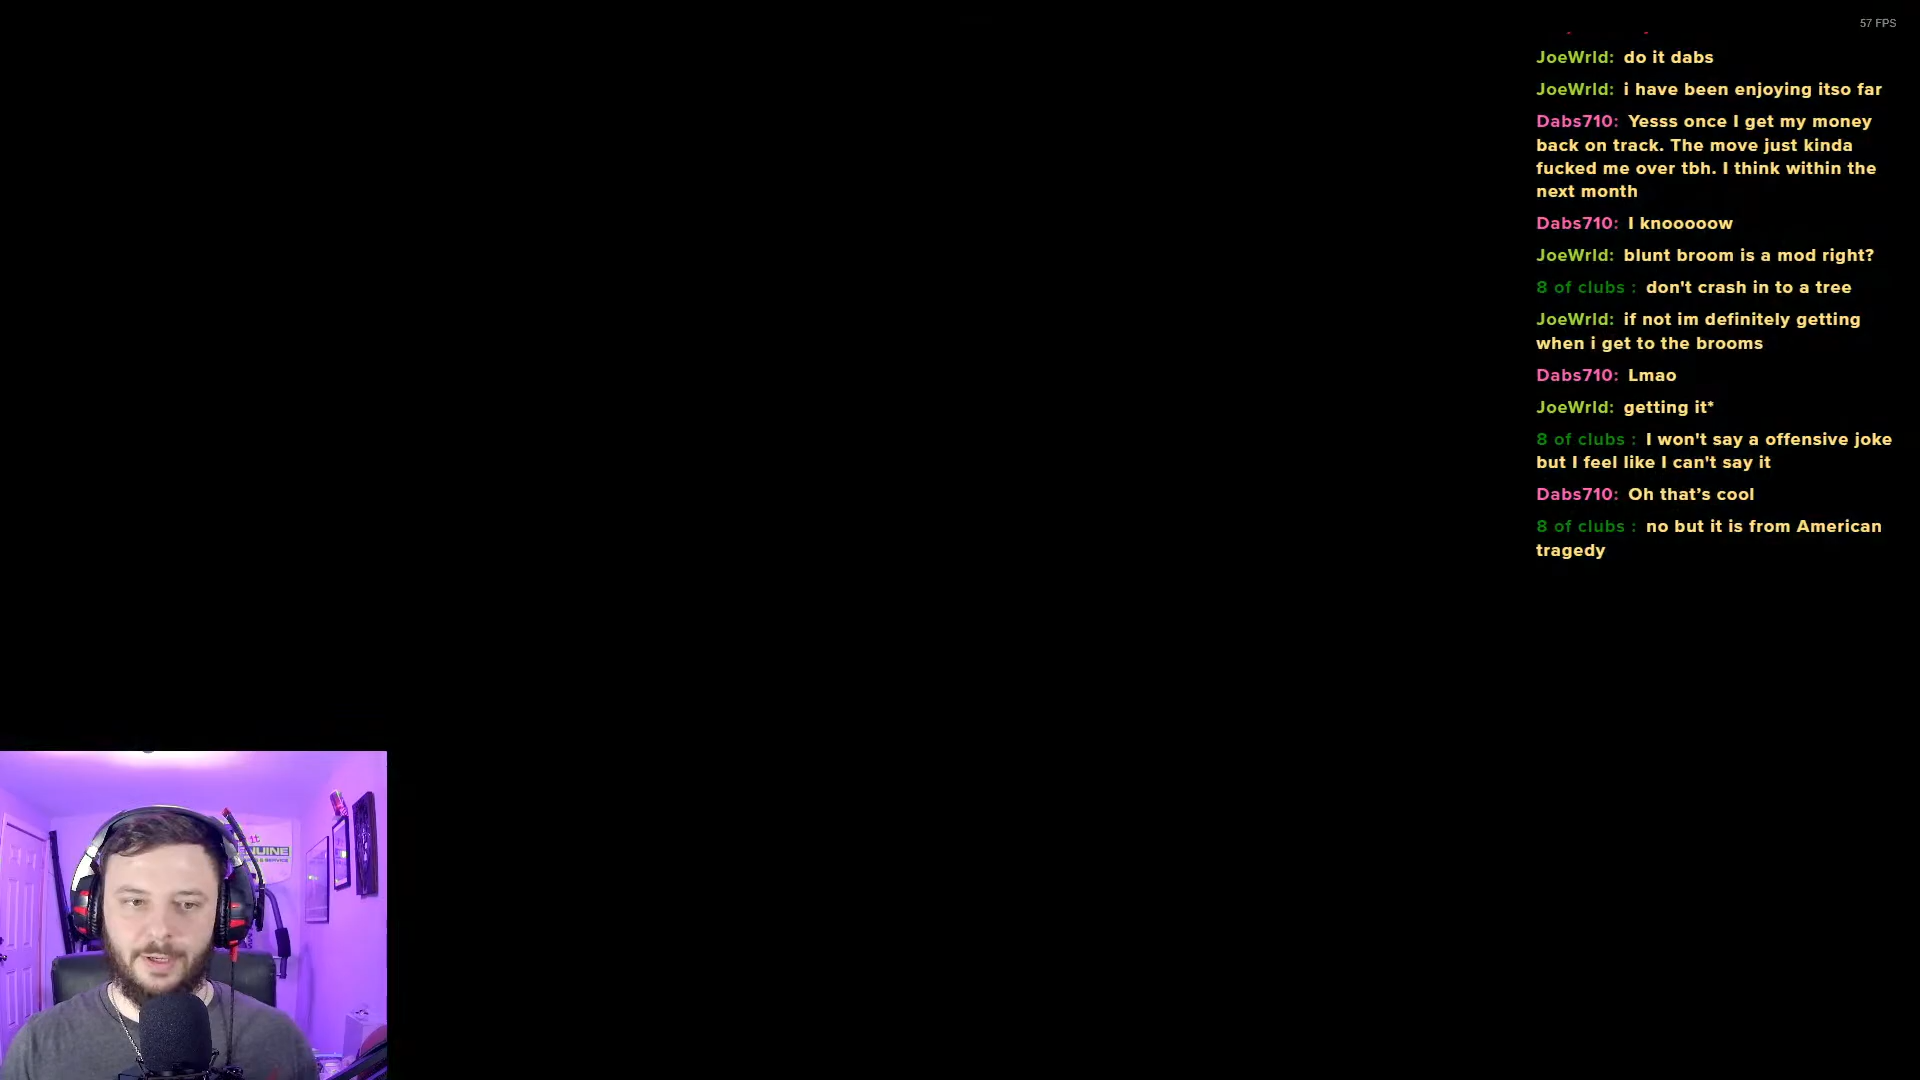 57 FPS
JoeWrld: do it dabs
JoeWrld: i have been enjoying itso far
Dabs710: Yesss once I get my money
back on track. The move just kinda
fucked me over tbh. I think within the
next month
Dabs710: I knooooow
JoeWrld: blunt broom is a mod right?
8 of clubs : don't crash in to a tree
JoeWrld: if not im definitely getting
when i get to the brooms
Dabs710: Lmao
JoeWrld: getting it*
8 of clubs : I won't say a offensive joke
but I feel like I can't say it
Dabs710: Oh that’s cool
8 of clubs : no but it is from American
tragedy